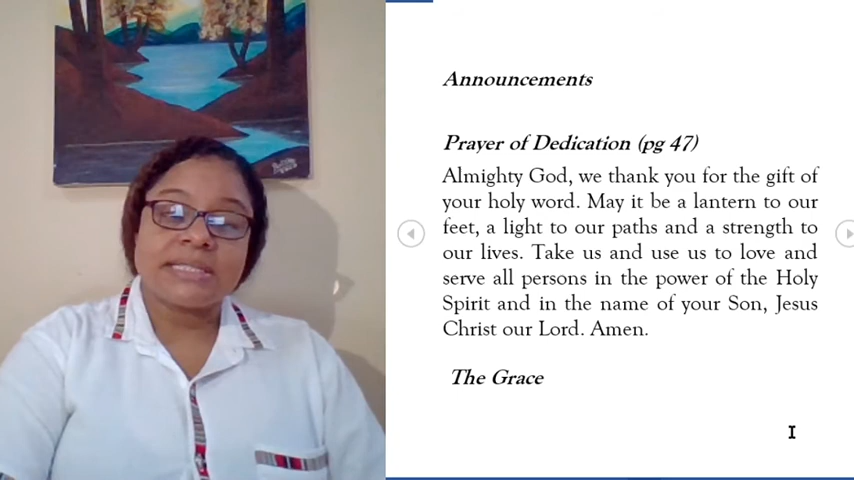 Announcements
Prayer of Dedication (pg 47)
Almighty God, we thank you for the gift of
your holy word. May it be a lantern to our
feet, a light to our paths and a strength to
our lives. Take us and use us to love and
serve all persons in the power of the Holy
Spirit and in the name of your Son, Jesus
Christ our Lord. Amen.
The Grace